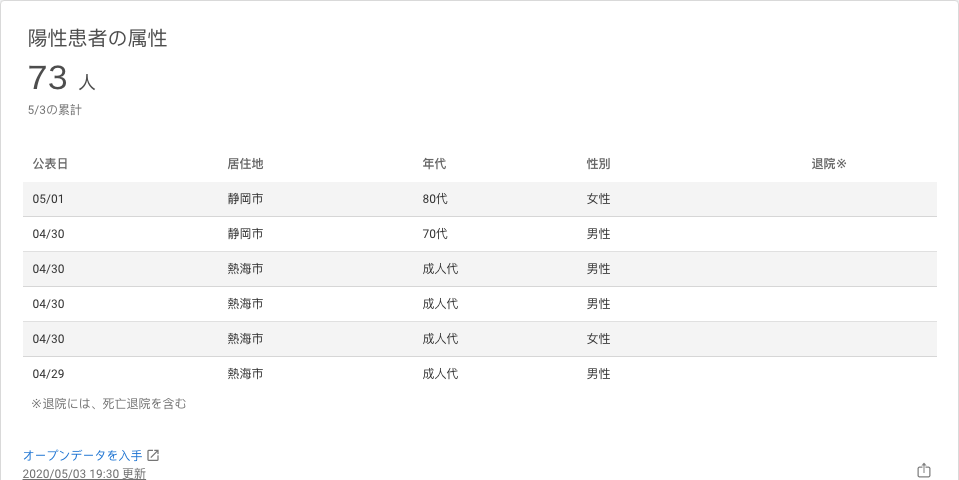 陽性患者の属性
73 人
5/3の累計
公表日 居住地 年代 性別 退院※
05/01 静岡市 80代 女性
04/30 静岡市 70代 男性
04/30 熱海市 成人代 男性
04/30 熱海市 成人代 男性
04/30 熱海市 成人代 女性
04/29 熱海市 成人代 男性
※退院には、死亡退院を含む
オープンデータを入手
2020/05/03 19:30 更新